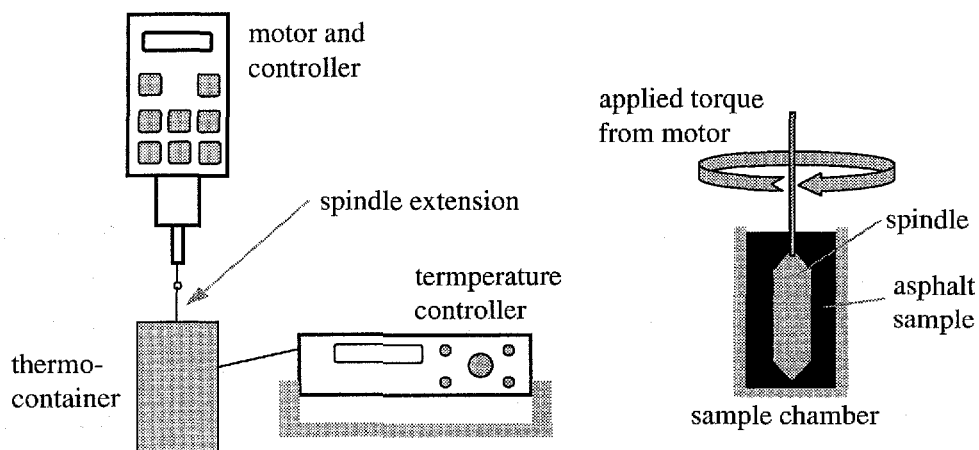 motor and
controller
spindle extension
termperature
controller
thermo-
container
applied torque
from motor
spindle
asphalt
sample
sample chamber